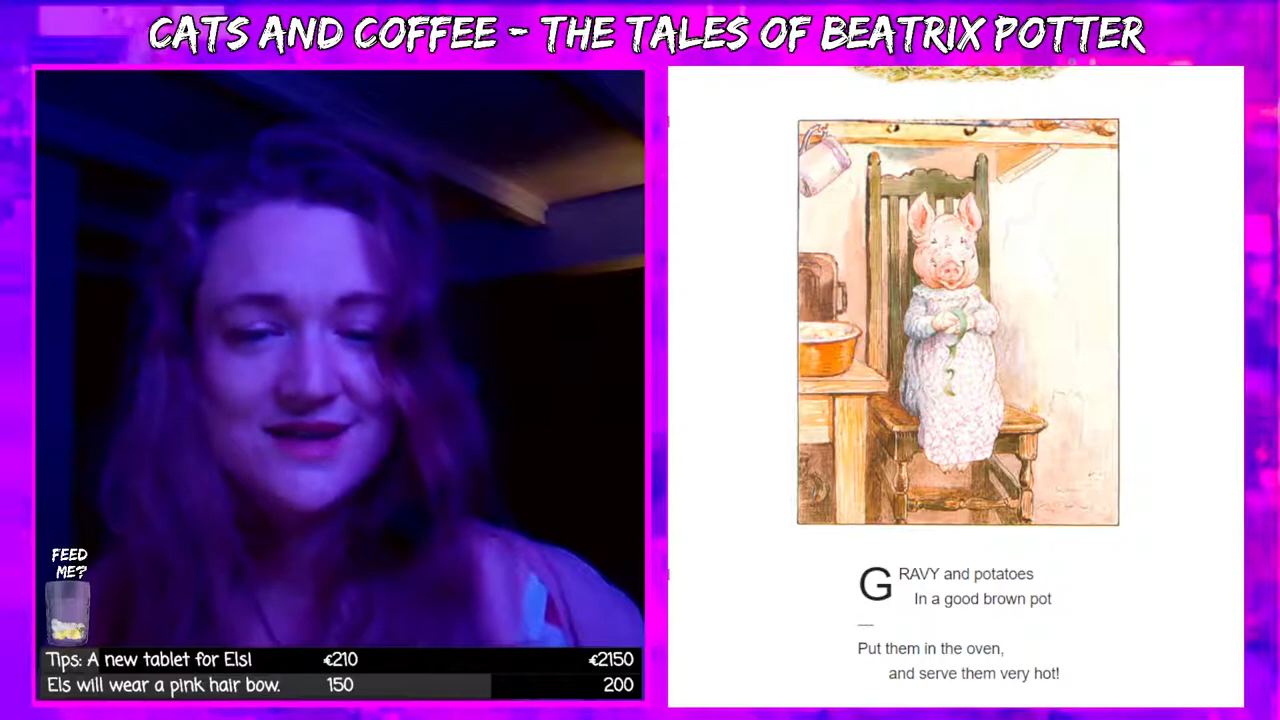 CATS AND COFFEE - THE TALES OF BEATRIX POTTER
FEED
ME?
Tips: A new tablet for Els! €210 €2150
Els will wear a pink hair bow. 150 200
GRAVY and potatoes
In a good brown pot
—
Put them in the oven,
and serve them very hot!